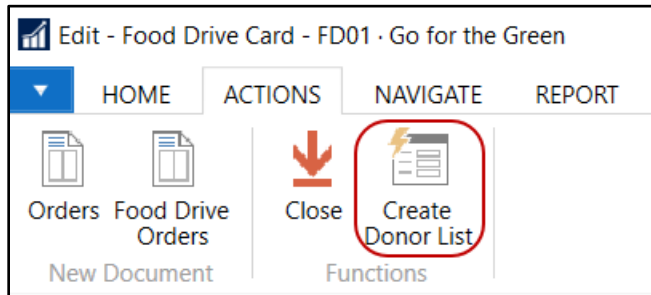 Edit - Food Drive Card - FD01 · Go for the Green
HOME ACTIONS NAVIGATE REPORT
Orders Food Drive Close Create
Orders Donor List
New Document Functions